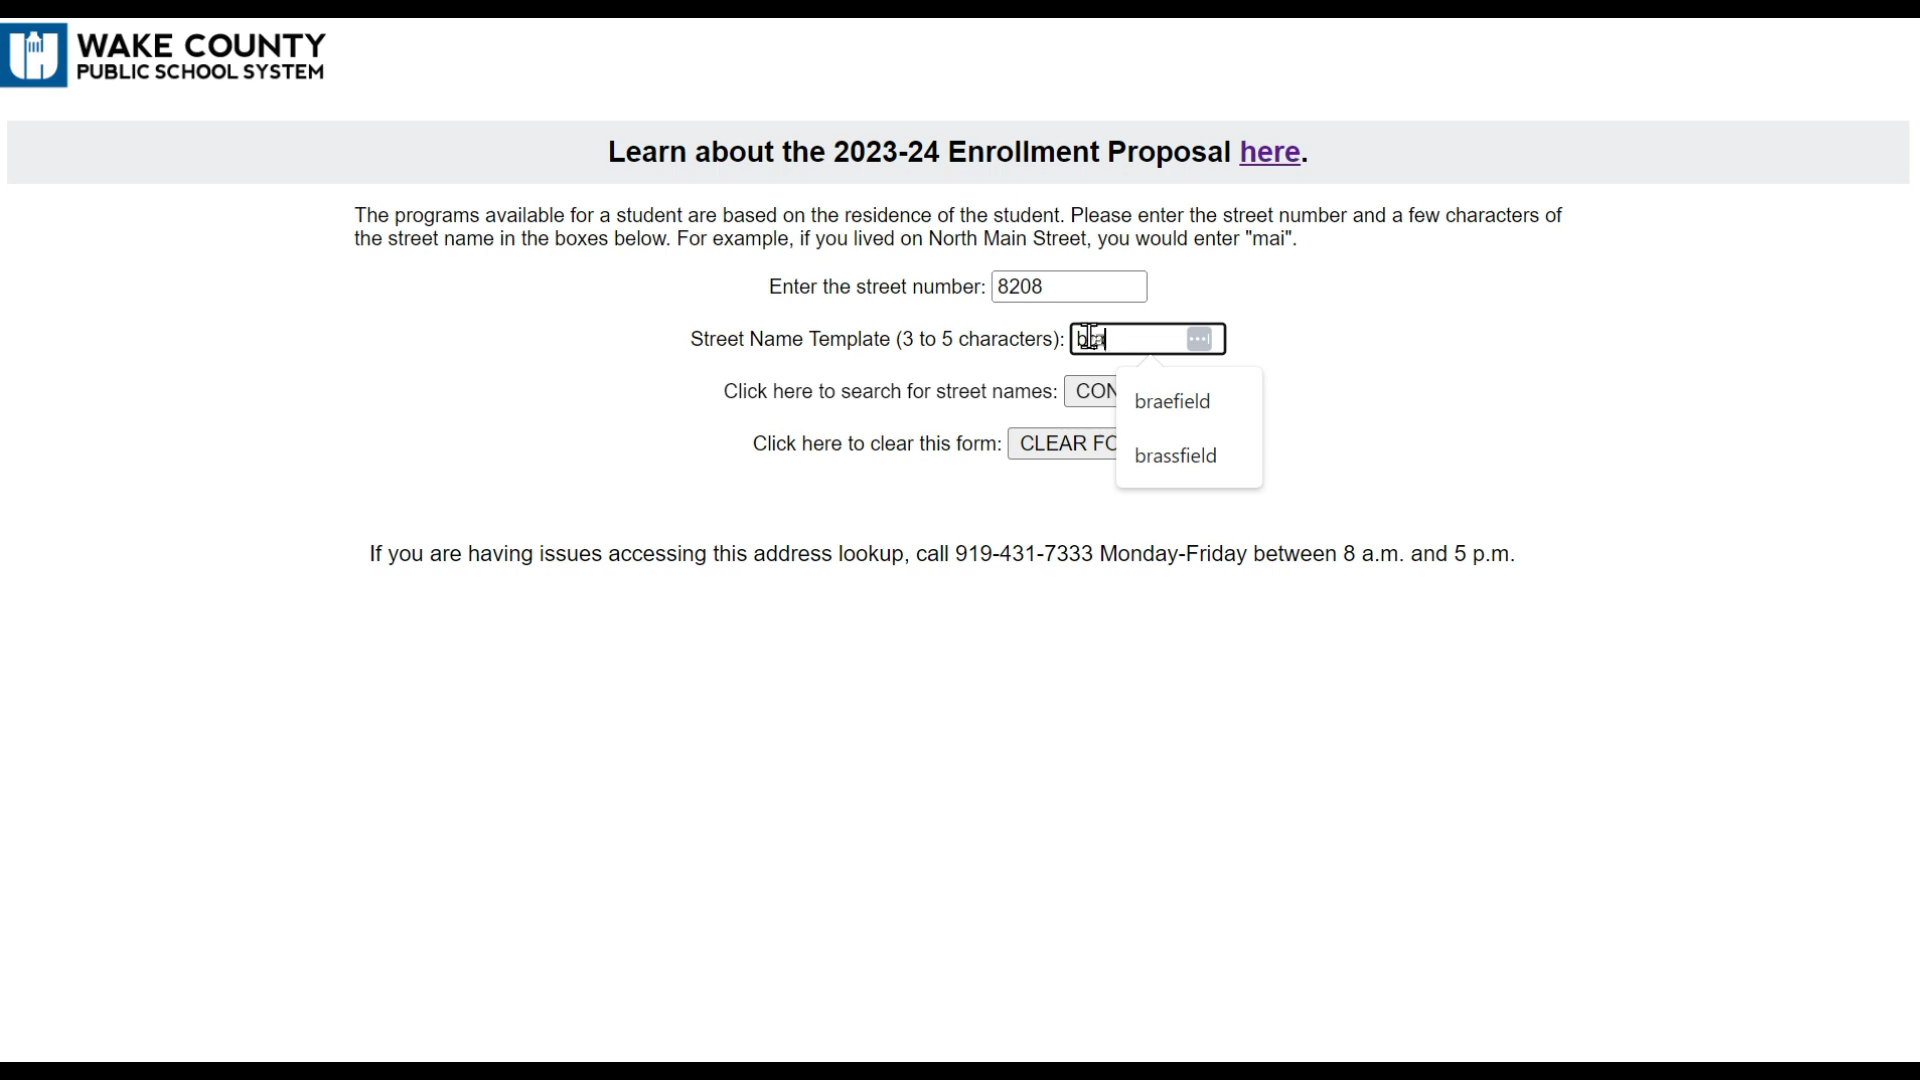 WAKE COUNTY
PUBLIC SCHOOL SYSTEM
Learn about the 2023-24 Enrollment Proposal here.
The programs available for a student are based on the residence of the student. Please enter the street number and a few characters of
the street name in the boxes below. For example, if you lived on North Main Street, you would enter "mai".
Enter the street number: 8208
Street Name Template (3 to 5 characters): bra
Click here to search for street names: CON
braefield
Click here to clear this form: CLEAR FO
brassfield
If you are having issues accessing this address lookup, call 919-431-7333 Monday-Friday between 8 a.m. and 5 p.m.